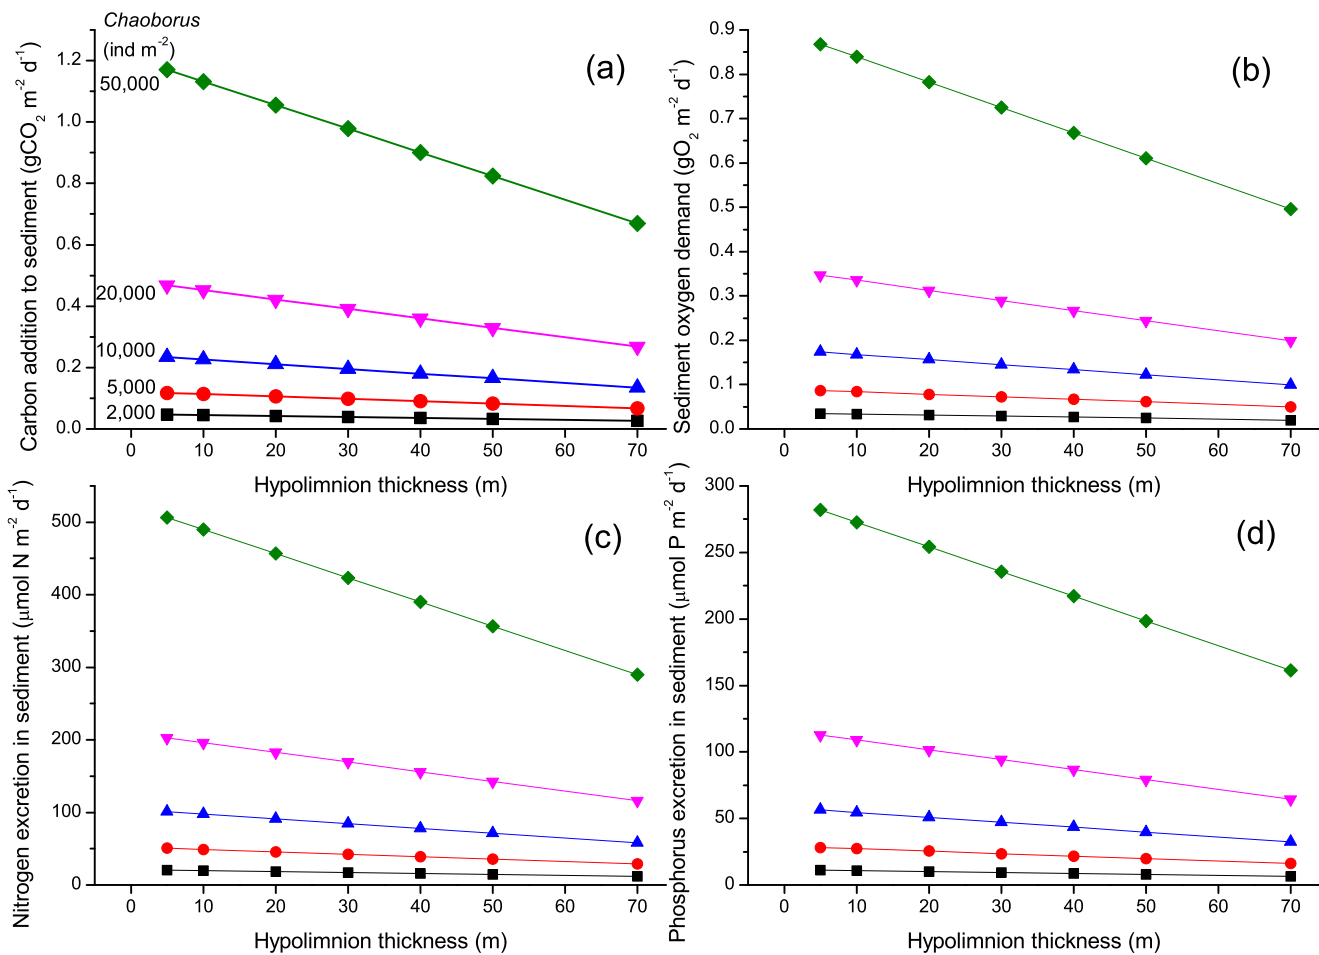 Chaoborus
(ind m⁻²)
50,000
20,000
10,000
5,000
2,000
(a)
Carbon addition to sediment (gCO₂ m⁻² d⁻¹)
1.2
1.0
0.8
0.6
0.4
0.2
0.0
0 10 20 30 40 50 60 70
Hypolimnion thickness (m)
(b)
Sediment oxygen demand (gO₂ m⁻² d⁻¹)
0.9
0.8
0.7
0.6
0.5
0.4
0.3
0.2
0.1
0.0
0 10 20 30 40 50 60 70
Hypolimnion thickness (m)
(c)
Nitrogen excretion in sediment (μmol N m⁻² d⁻¹)
500
400
300
200
100
0
0 10 20 30 40 50 60 70
Hypolimnion thickness (m)
(d)
Phosphorus excretion in sediment (μmol P m⁻² d⁻¹)
300
250
200
150
100
50
0
0 10 20 30 40 50 60 70
Hypolimnion thickness (m)